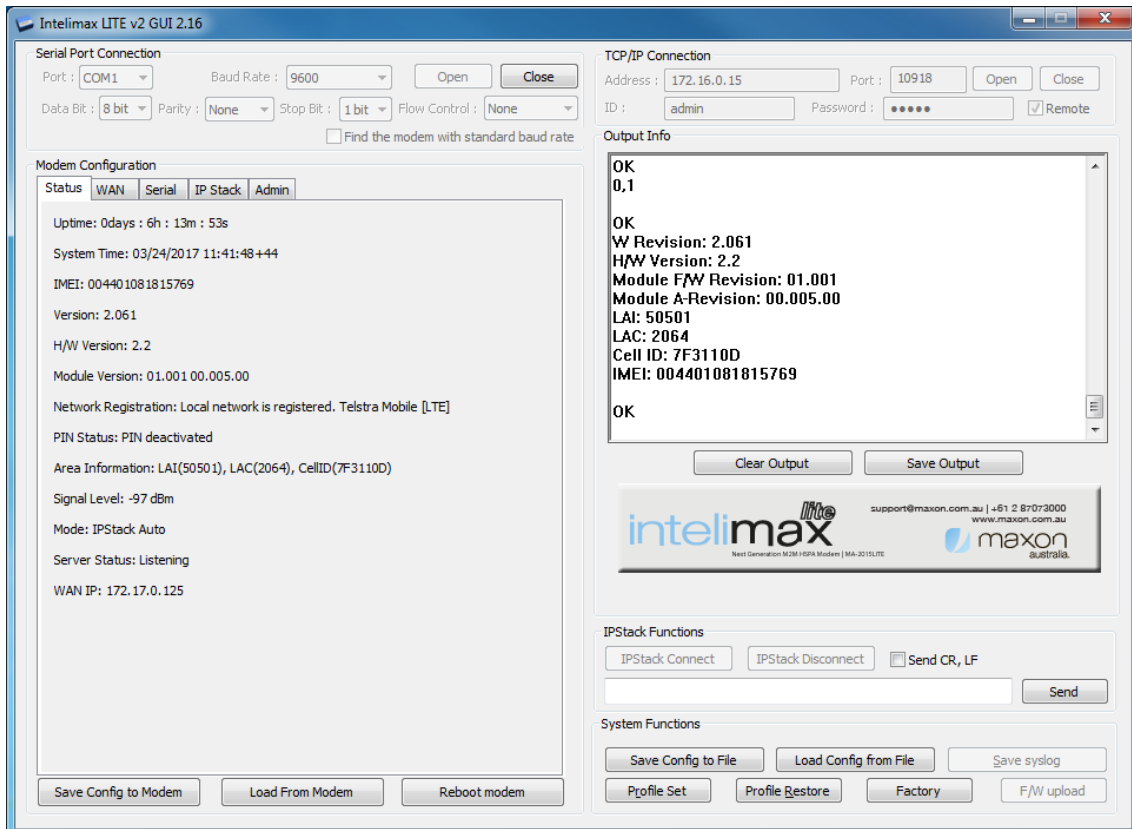 Intelimax LITE v2 GUI 2.16
Serial Port Connection
Port : COM1 Baud Rate : 9600 Open Close
Data Bit : 8 bit Parity : None Stop Bit : 1 bit Flow Control : None
Find the modem with standard baud rate
Modem Configuration
Status WAN Serial IP Stack Admin
Uptime: 0days : 6h : 13m : 53s
System Time: 03/24/2017 11:41:48+44
IMEI: 004401081815769
Version: 2.061
H/W Version: 2.2
Module Version: 01.001 00.005.00
Network Registration: Local network is registered. Telstra Mobile [LTE]
PIN Status: PIN deactivated
Area Information: LAI(50501), LAC(2064), CellID(7F3110D)
Signal Level: -97 dBm
Mode: IPStack Auto
Server Status: Listening
WAN IP: 172.17.0.125
Save Config to Modem Load From Modem Reboot modem
TCP/IP Connection
Address : 172.16.0.15 Port : 10918 Open Close
ID : admin Password : ●●●●● Remote
Output Info
OK
0,1
OK
W Revision: 2.061
H/W Version: 2.2
Module F/W Revision: 01.001
Module A-Revision: 00.005.00
LAI: 50501
LAC: 2064
Cell ID: 7F3110D
IMEI: 004401081815769
OK
Clear Output Save Output
intelimax lite
Next Generation M2M HSPA Modem | MA-2015LITE
support@maxon.com.au | +61 2 87073000
www.maxon.com.au
maxon
australia.
IPStack Functions
IPStack Connect IPStack Disconnect Send CR, LF
Send
System Functions
Save Config to File Load Config from File Save syslog
Profile Set Profile Restore Factory F/W upload